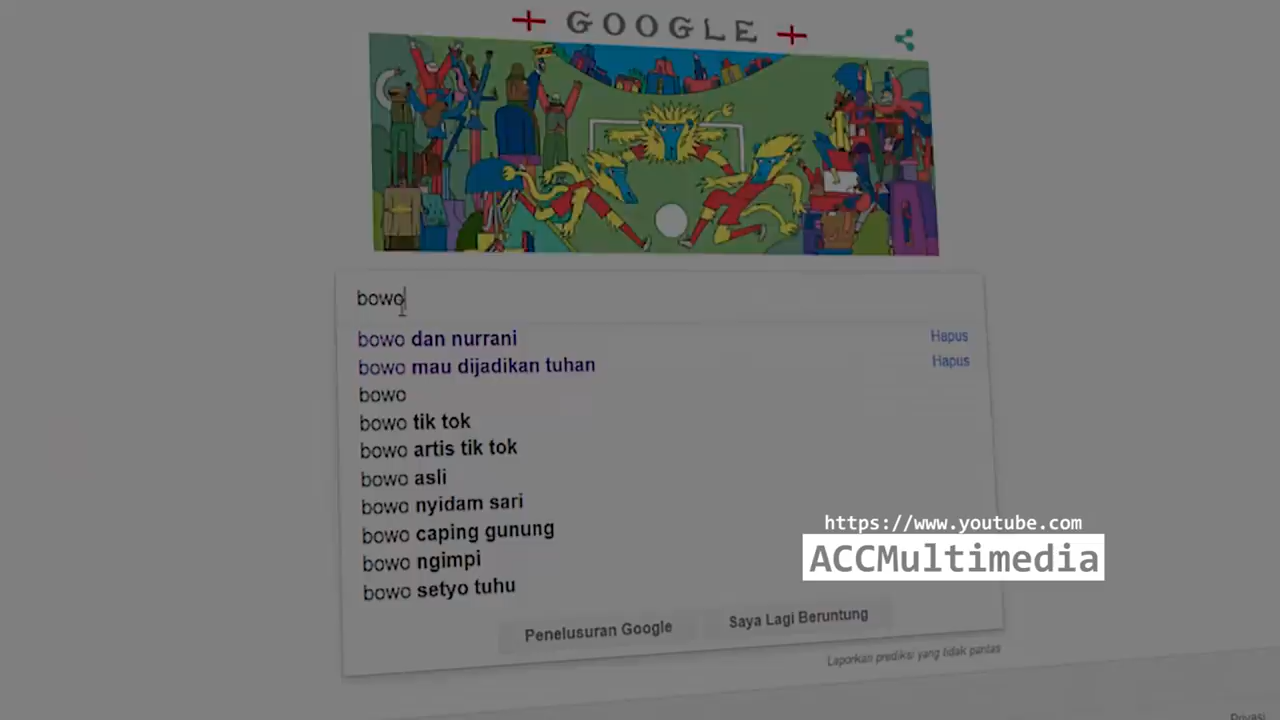 GOOGLE
bowo
bowo dan nurrani
Hapus
bowo mau dijadikan tuhan
Hapus
bowo
bowo tik tok
bowo artis tik tok
bowo asli
bowo nyidam sari
bowo caping gunung
bowo ngimpi
bowo setyo tuhu
https://www.youtube.com
ACCMultimedia
Penelusuran Google
Saya Lagi Beruntung
Laporkan prediksi yang tidak pantas
Privasi